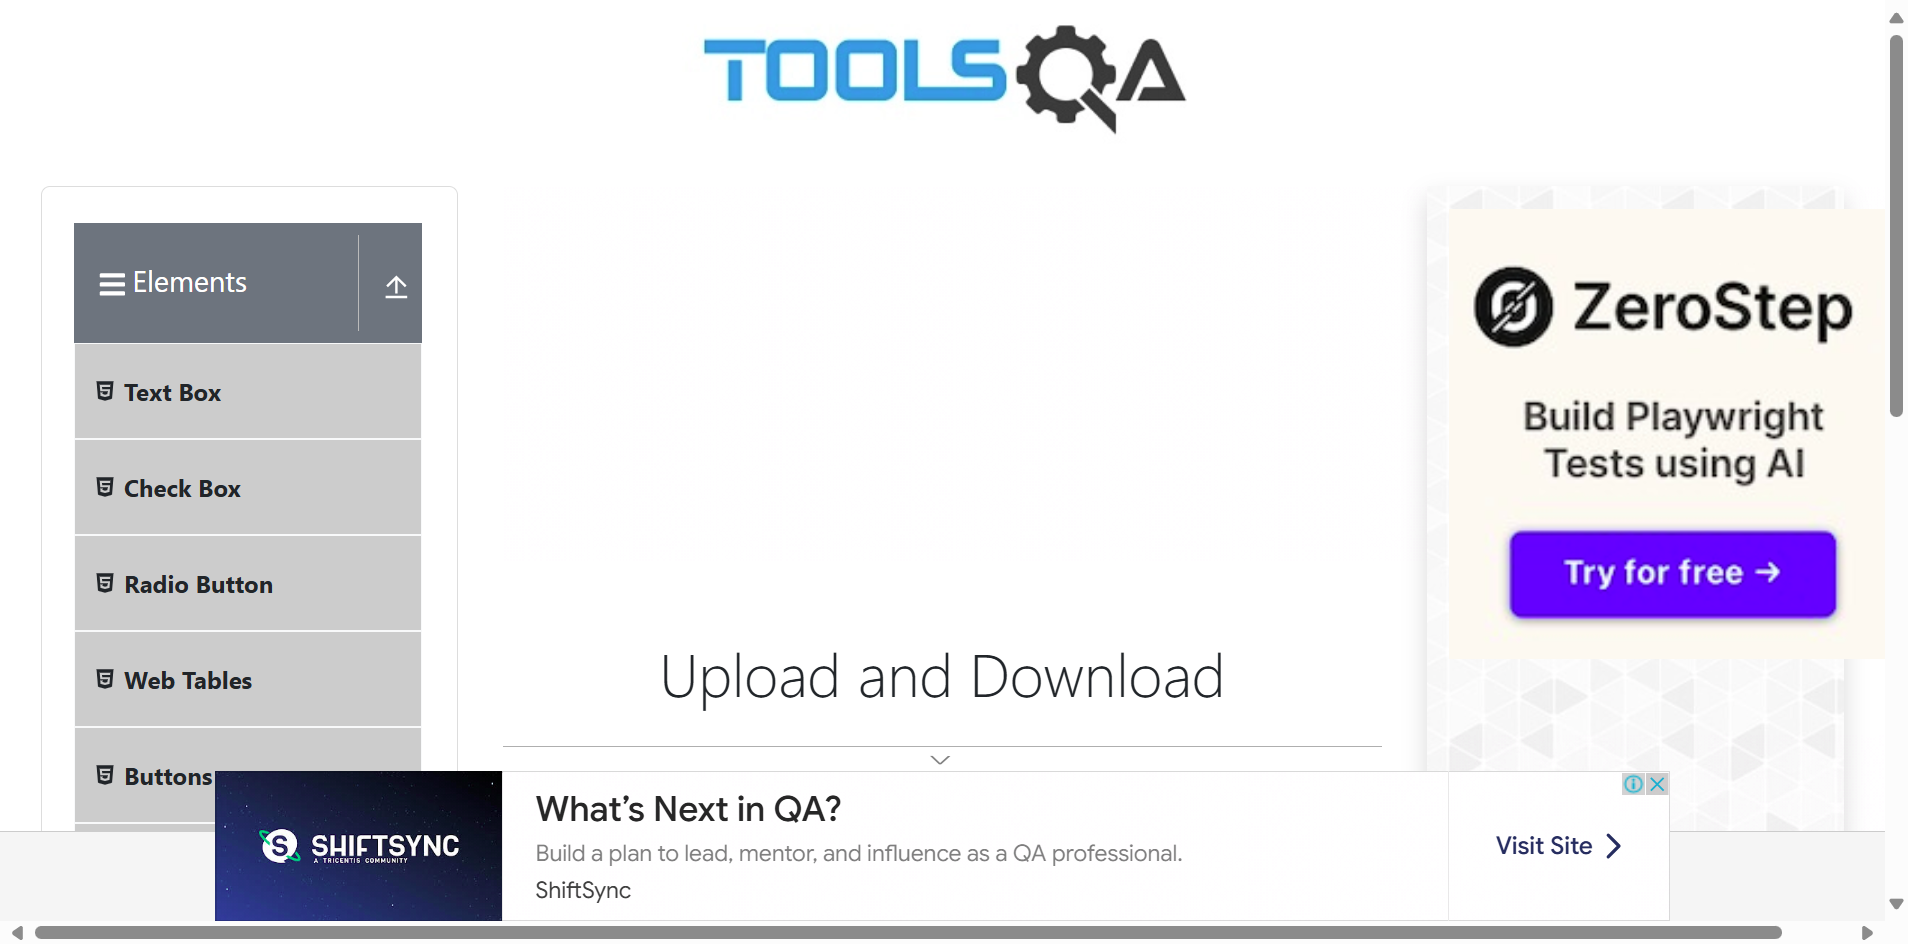 TOOLSQA
Elements
Text Box
Check Box
Radio Button
Web Tables
Buttons
Upload and Download
ZeroStep
Build Playwright
Tests using AI
Try for free →
SHIFTSYNC
A TRICENTIS COMMUNITY
What's Next in QA?
Build a plan to lead, mentor, and influence as a QA professional.
ShiftSync
Visit Site